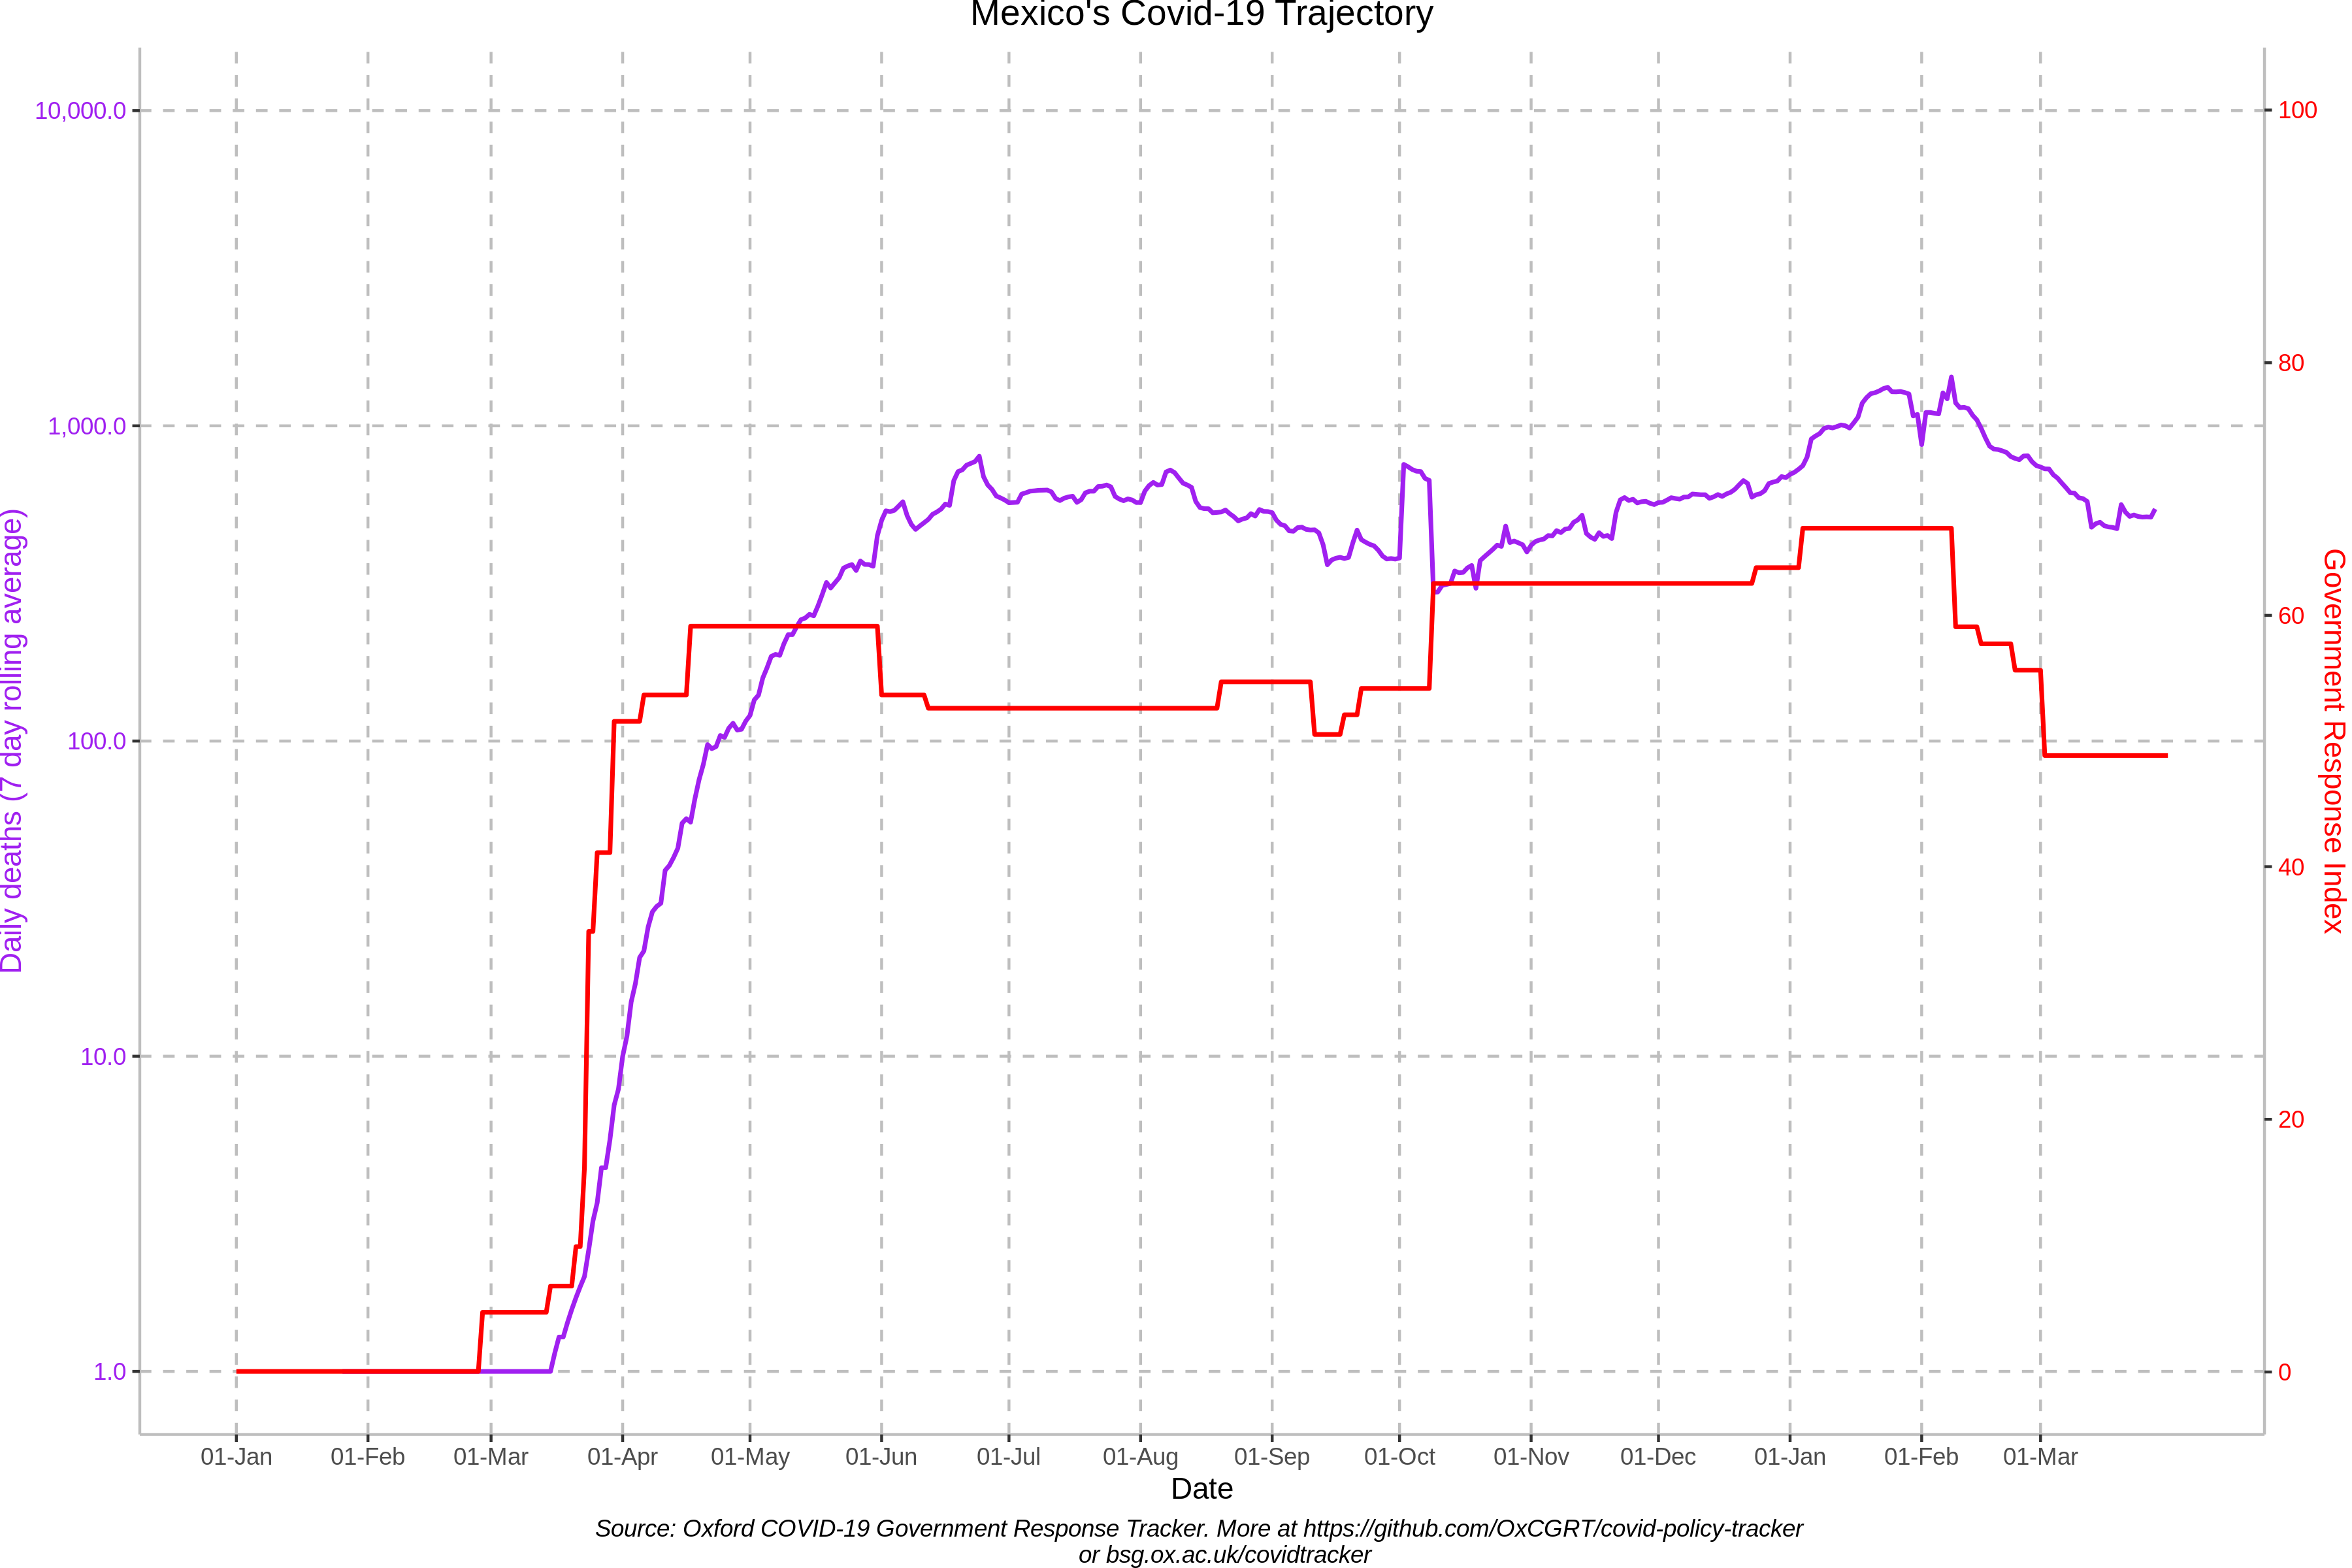 Mexico's Covid-19 Trajectory
10,000.0
1,000.0
100.0
10.0
1.0
Daily deaths (7 day rolling average)
100
80
60
40
20
0
Government Response Index
01-Jan 01-Feb 01-Mar 01-Apr 01-May 01-Jun 01-Jul 01-Aug 01-Sep 01-Oct 01-Nov 01-Dec 01-Jan 01-Feb 01-Mar
Date
Source: Oxford COVID-19 Government Response Tracker. More at https://github.com/OxCGRT/covid-policy-tracker
or bsg.ox.ac.uk/covidtracker